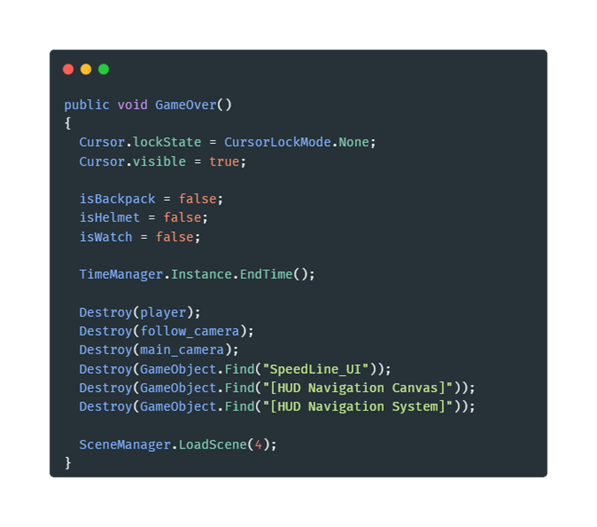 public void GameOver()
{
  Cursor.lockState = CursorLockMode.None;
  Cursor.visible = true;

  isBackpack = false;
  isHelmet = false;
  isWatch = false;

  TimeManager.Instance.EndTime();

  Destroy(player);
  Destroy(follow_camera);
  Destroy(main_camera);
  Destroy(GameObject.Find("SpeedLine_UI"));
  Destroy(GameObject.Find("[HUD Navigation Canvas]"));
  Destroy(GameObject.Find("[HUD Navigation System]"));

  SceneManager.LoadScene(4);
}